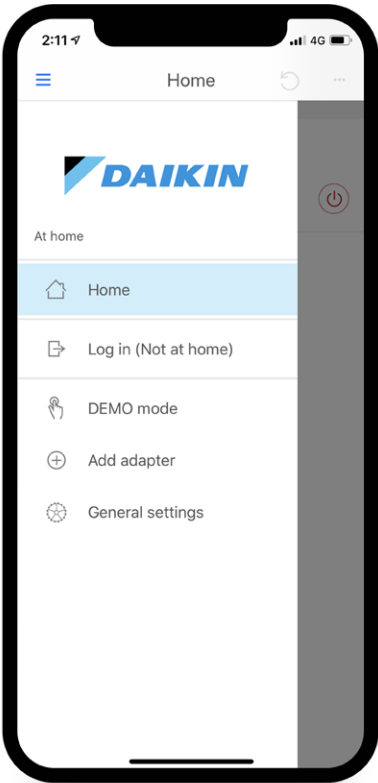 2:11
4G
Home
DAIKIN
At home
Home
Log in (Not at home)
DEMO mode
Add adapter
General settings